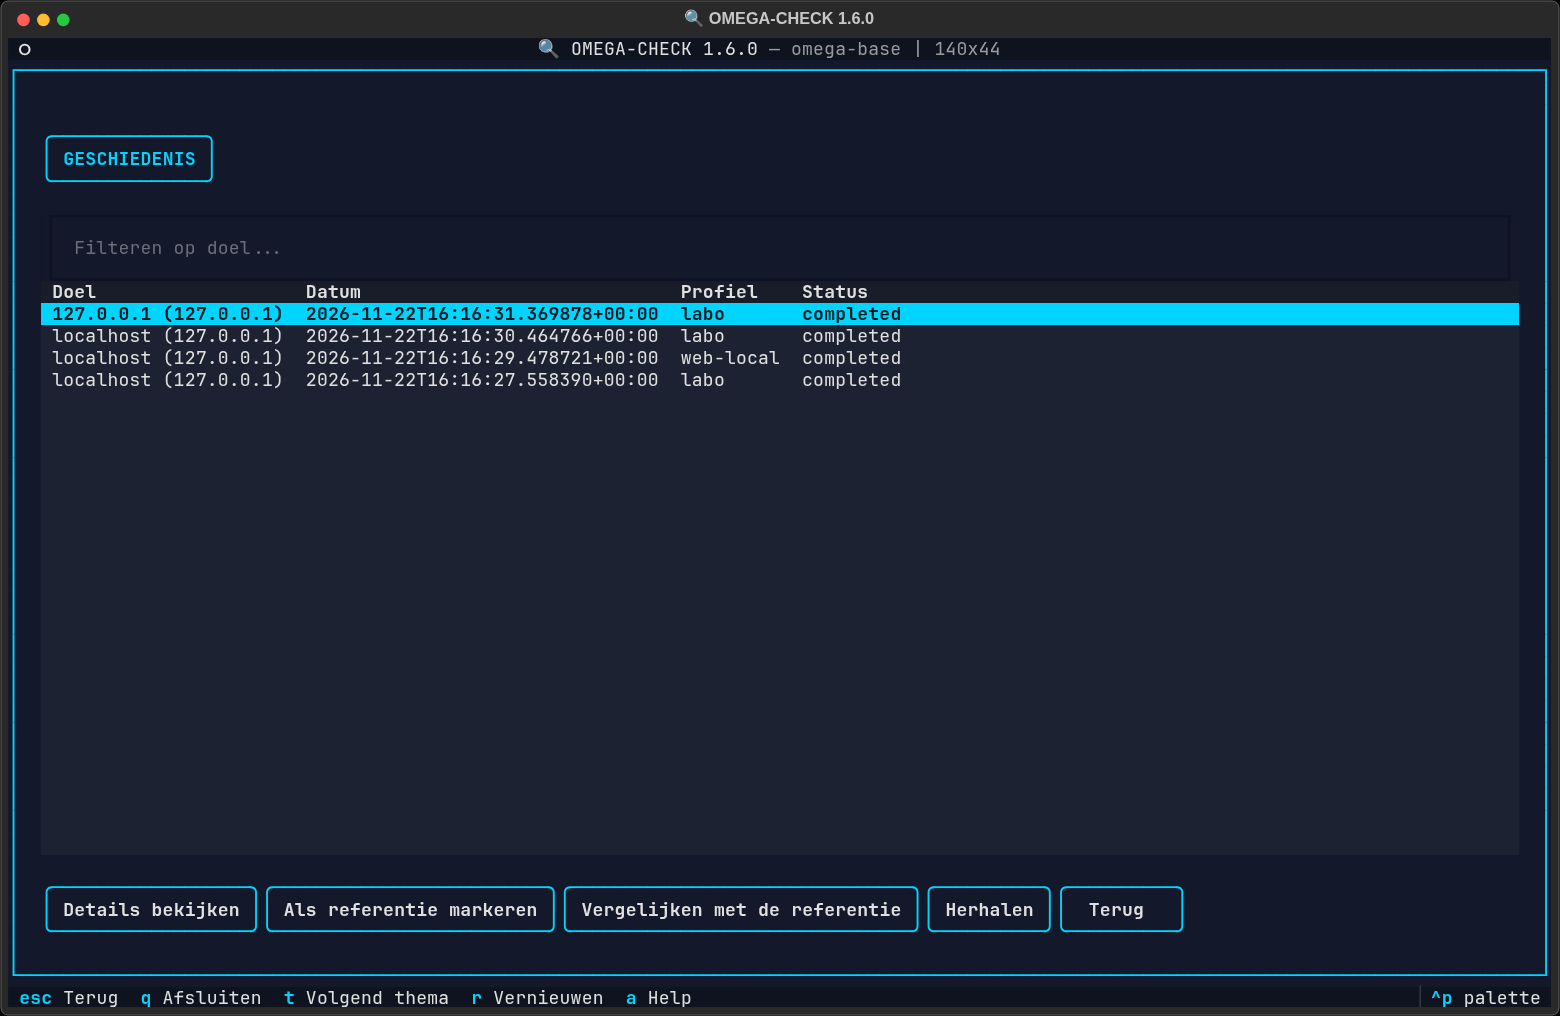 🔍 OMEGA-CHECK 1.6.0
🔍 OMEGA-CHECK 1.6.0 — omega-base | 140x44
GESCHIEDENIS
Filteren op doel...
Doel Datum Profiel Status
127.0.0.1 (127.0.0.1) 2026-11-22T16:16:31.369878+00:00 labo completed
localhost (127.0.0.1) 2026-11-22T16:16:30.464766+00:00 labo completed
localhost (127.0.0.1) 2026-11-22T16:16:29.478721+00:00 web-local completed
localhost (127.0.0.1) 2026-11-22T16:16:27.558390+00:00 labo completed
Details bekijken Als referentie markeren Vergelijken met de referentie Herhalen Terug
esc Terug q Afsluiten t Volgend thema r Vernieuwen a Help ^p palette